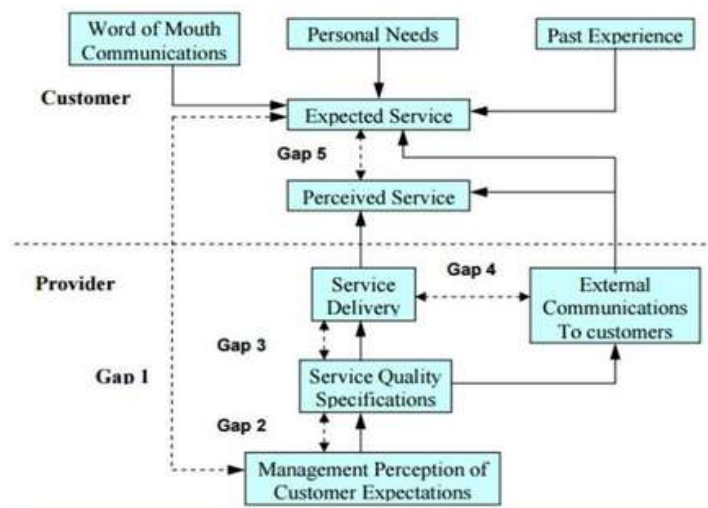 Word of Mouth
Communications
Personal Needs
Past Experience
Customer
Expected Service
Gap 5
Perceived Service
Provider
Service
Delivery
Gap 4
External
Communications
To customers
Gap 3
Gap 1
Service Quality
Specifications
Gap 2
Management Perception of
Customer Expectations